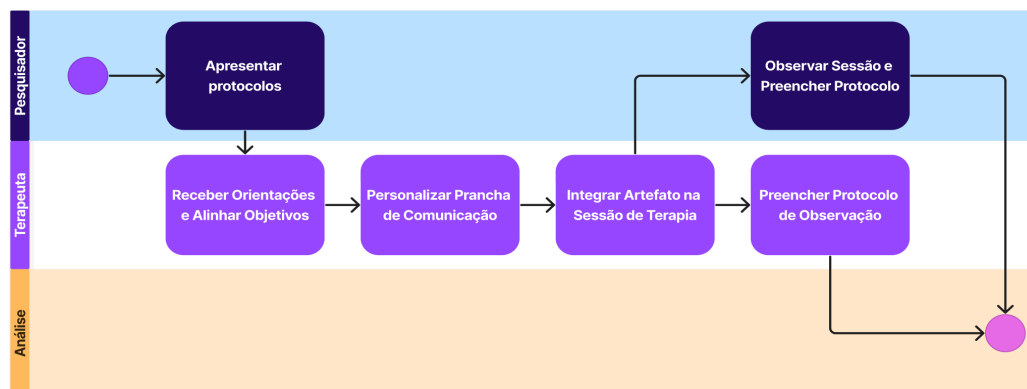 Pesquisador
Apresentar
protocolos
Observar Sessão e
Preencher Protocolo
Terapeuta
Receber Orientações
e Alinhar Objetivos
Personalizar Prancha
de Comunicação
Integrar Artefato na
Sessão de Terapia
Preencher Protocolo
de Observação
Análise